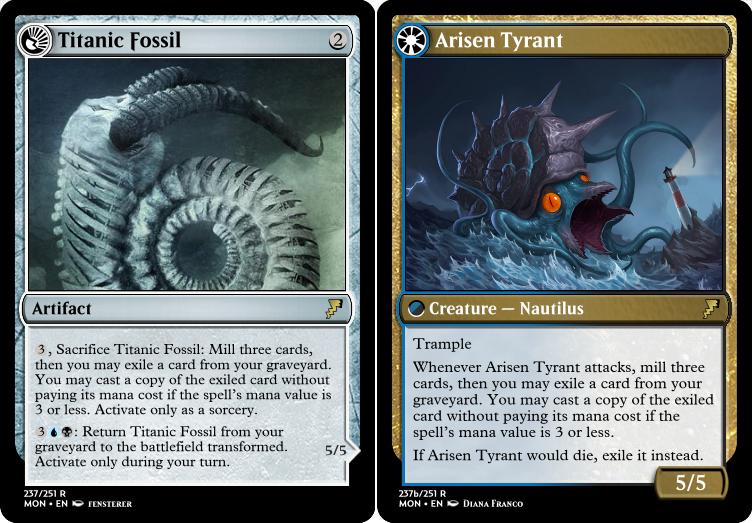 Titanic Fossil 2
Artifact
3, Sacrifice Titanic Fossil: Mill three cards,
then you may exile a card from your graveyard.
You may cast a copy of the exiled card without
paying its mana cost if the spell's mana value is
3 or less. Activate only as a sorcery.
3: Return Titanic Fossil from your
graveyard to the battlefield transformed.
Activate only during your turn.
5/5
237/251 R
MON • EN FENSTERER
Arisen Tyrant
Creature — Nautilus
Trample
Whenever Arisen Tyrant attacks, mill three
cards, then you may exile a card from your
graveyard. You may cast a copy of the exiled
card without paying its mana cost if the
spell's mana value is 3 or less.
If Arisen Tyrant would die, exile it instead.
5/5
237b/251 R
MON • EN DIANA FRANCO